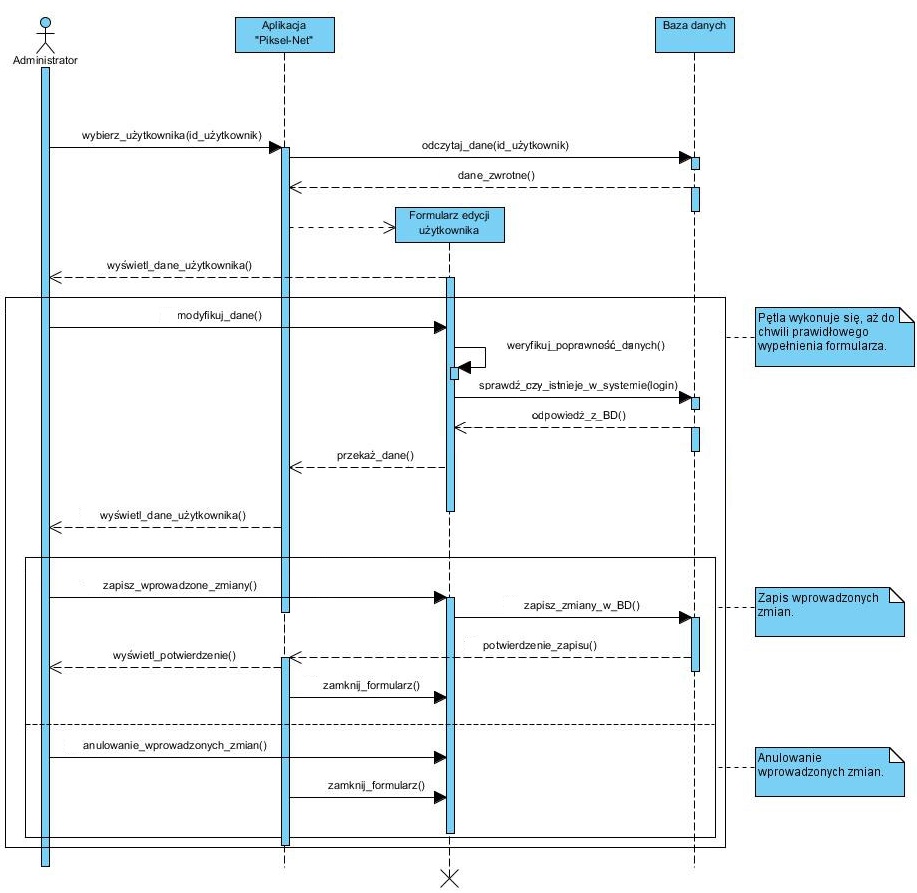 Administrator
Aplikacja
"Piksel-Net"
Baza danych
wybierz_użytkownika(id_użytkownik)
odczytaj_dane(id_użytkownik)
dane_zwrotne()
Formularz edycji
użytkownika
wyświetl_dane_użytkownika()
modyfikuj_dane()
Pętla wykonuje się, aż do
chwili prawidłowego
wypełnienia formularza.
weryfikuj_poprawność_danych()
sprawdź_czy_istnieje_w_systemie(login)
odpowiedź_z_BD()
przekaż_dane()
wyświetl_dane_użytkownika()
zapisz_wprowadzone_zmiany()
Zapis wprowadzonych
zmian.
zapisz_zmiany_w_BD()
potwierdzenie_zapisu()
wyświetl_potwierdzenie()
zamknij_formularz()
anulowanie_wprowadzonych_zmian()
Anulowanie
wprowadzonych zmian.
zamknij_formularz()